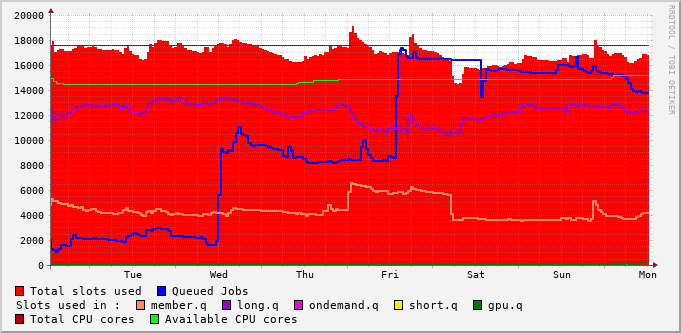 20000
18000
16000
14000
12000
10000
8000
6000
4000
2000
0
Tue Wed Thu Fri Sat Sun Mon
RRDTOOL / TOBI OETIKER
Total slots used Queued Jobs
Slots used in : member.q long.q ondemand.q short.q gpu.q
Total CPU cores Available CPU cores